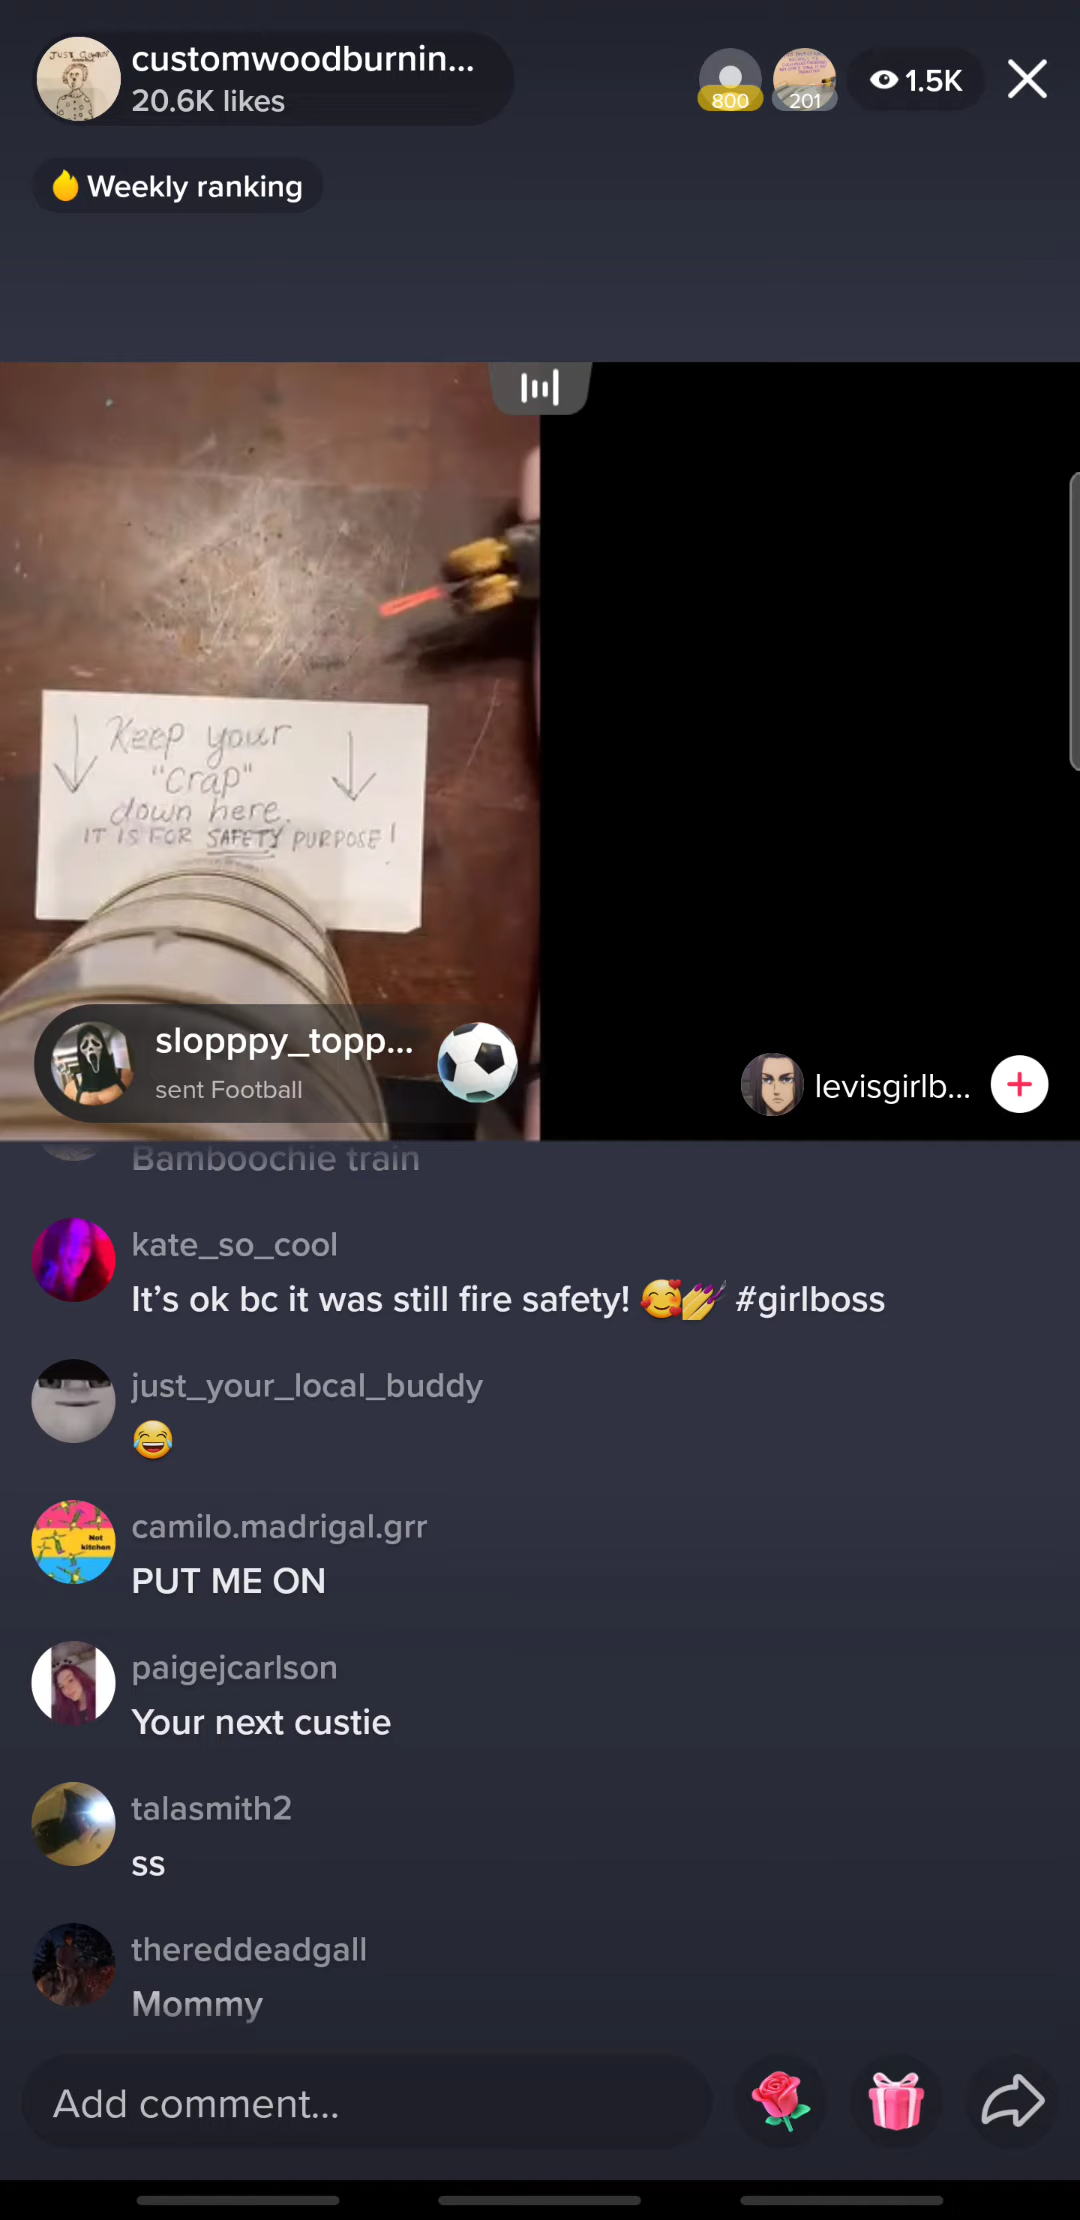 customwoodburnin...
20.6K likes
800
201
1.5K
Weekly ranking
Keep your
"Crap"
down here.
IT IS FOR SAFETY PURPOSE!
slopppy_topp...
sent Football
levisgirlb...
Bamboochie train
kate_so_cool
It's ok bc it was still fire safety! 🥰💅 #girlboss
just_your_local_buddy
😂
camilo.madrigal.grr
PUT ME ON
Not
kitchen
paigejcarlson
Your next custie
talasmith2
ss
thereddeadgall
Mommy
Add comment...